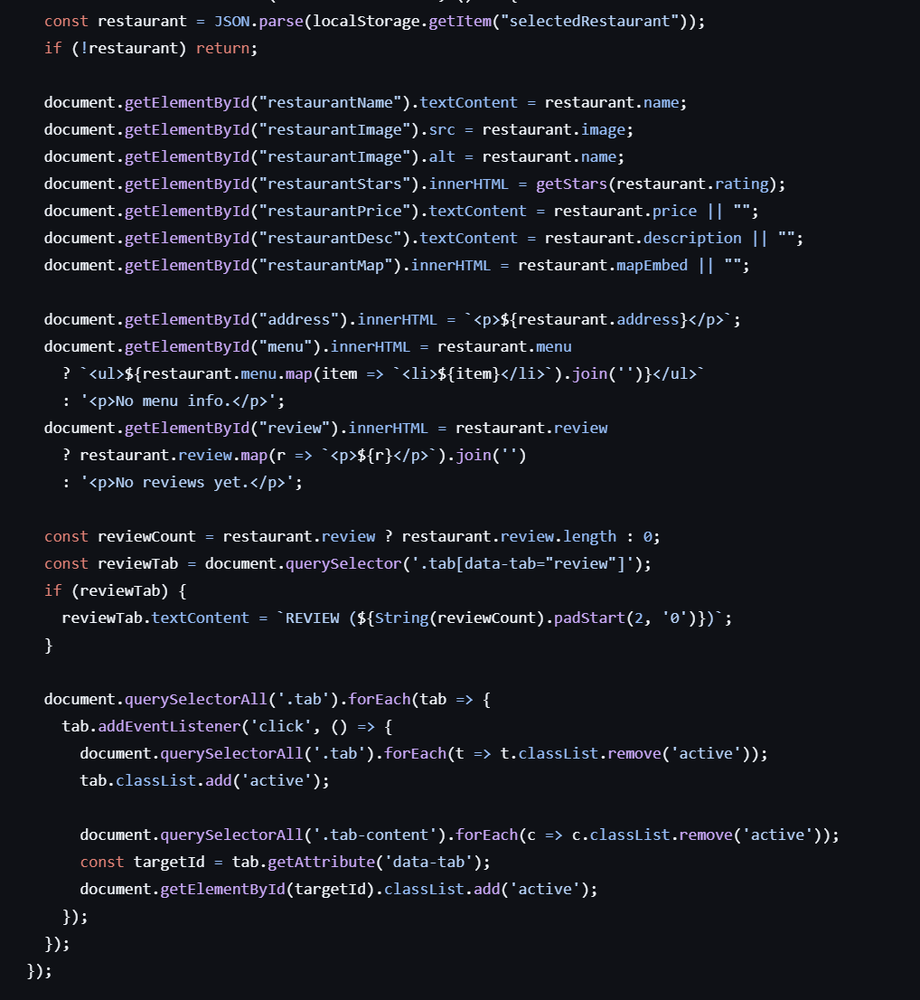 const restaurant = JSON.parse(localStorage.getItem("selectedRestaurant"));
if (!restaurant) return;

document.getElementById("restaurantName").textContent = restaurant.name;
document.getElementById("restaurantImage").src = restaurant.image;
document.getElementById("restaurantImage").alt = restaurant.name;
document.getElementById("restaurantStars").innerHTML = getStars(restaurant.rating);
document.getElementById("restaurantPrice").textContent = restaurant.price || "";
document.getElementById("restaurantDesc").textContent = restaurant.description || "";
document.getElementById("restaurantMap").innerHTML = restaurant.mapEmbed || "";

document.getElementById("address").innerHTML = `<p>${restaurant.address}</p>`;
document.getElementById("menu").innerHTML = restaurant.menu
  ? `<ul>${restaurant.menu.map(item => `<li>${item}</li>`).join('')}</ul>`
  : '<p>No menu info.</p>';
document.getElementById("review").innerHTML = restaurant.review
  ? restaurant.review.map(r => `<p>${r}</p>`).join('')
  : '<p>No reviews yet.</p>';

const reviewCount = restaurant.review ? restaurant.review.length : 0;
const reviewTab = document.querySelector('.tab[data-tab="review"]');
if (reviewTab) {
  reviewTab.textContent = `REVIEW (${String(reviewCount).padStart(2, '0')})`;
}

document.querySelectorAll('.tab').forEach(tab => {
  tab.addEventListener('click', () => {
    document.querySelectorAll('.tab').forEach(t => t.classList.remove('active'));
    tab.classList.add('active');

    document.querySelectorAll('.tab-content').forEach(c => c.classList.remove('active'));
    const targetId = tab.getAttribute('data-tab');
    document.getElementById(targetId).classList.add('active');
  });
});
});